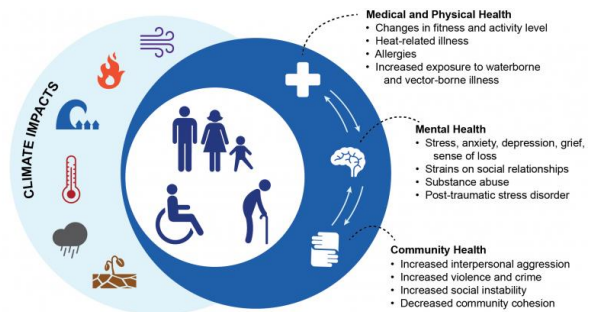 CLIMATE IMPACTS
Medical and Physical Health
• Changes in fitness and activity level
• Heat-related illness
• Allergies
• Increased exposure to waterborne
and vector-borne illness
Mental Health
• Stress, anxiety, depression, grief,
sense of loss
• Strains on social relationships
• Substance abuse
• Post-traumatic stress disorder
Community Health
• Increased interpersonal aggression
• Increased violence and crime
• Increased social instability
• Decreased community cohesion